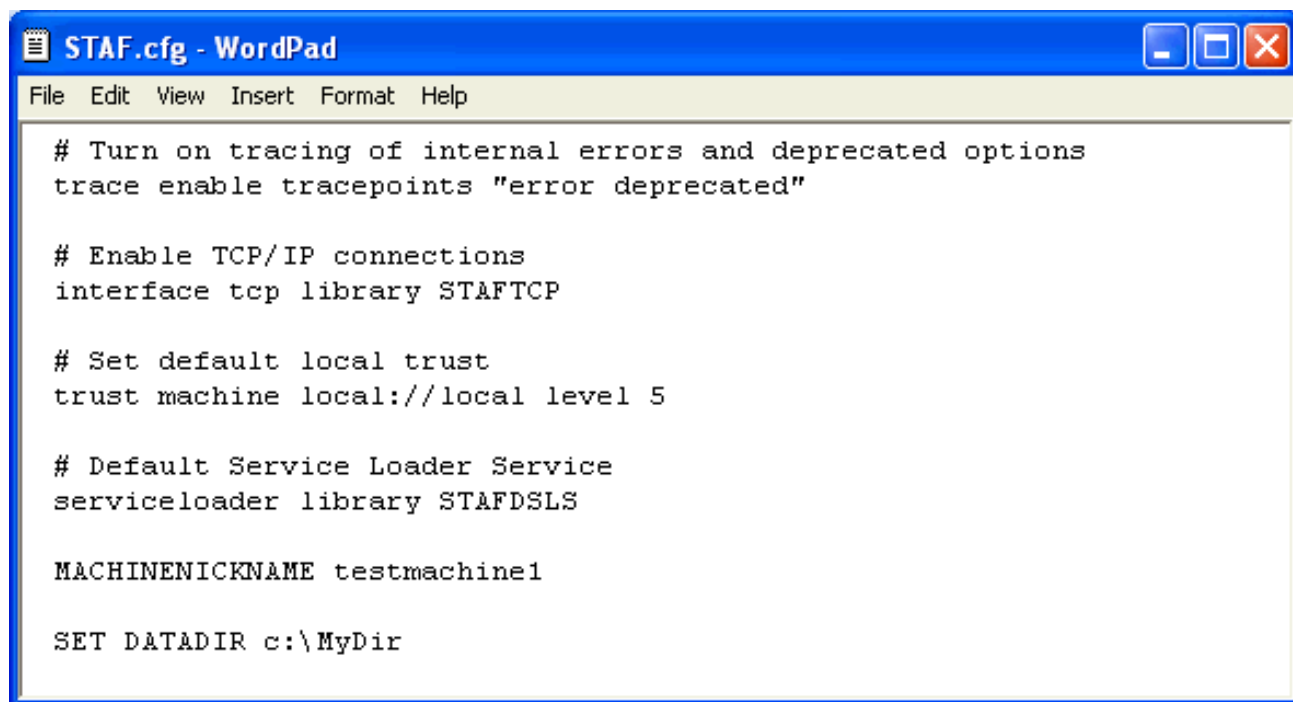 STAF.cfg - WordPad
File Edit View Insert Format Help
# Turn on tracing of internal errors and deprecated options
trace enable tracepoints "error deprecated"
# Enable TCP/IP connections
interface tcp library STAFTCP
# Set default local trust
trust machine local://local level 5
# Default Service Loader Service
serviceloader library STAFDSLS
MACHINENICKNAME testmachine1
SET DATADIR c:\MyDir